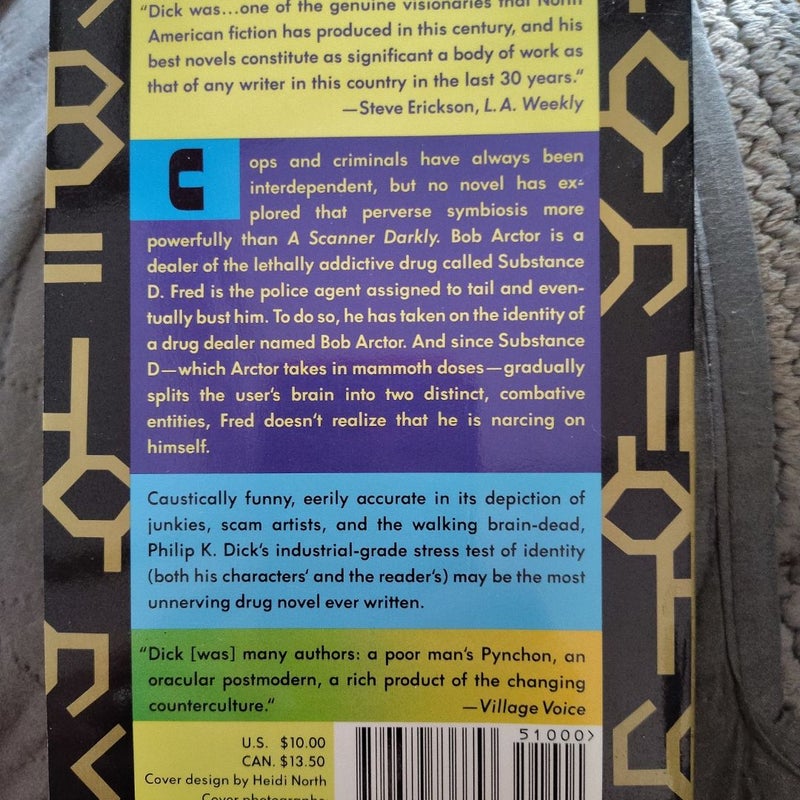 "Dick was...one of the genuine visionaries that North
American fiction has produced in this century, and his
best novels constitute as significant a body of work as
that of any writer in this country in the last 30 years."
—Steve Erickson, L.A. Weekly
Cops and criminals have always been
interdependent, but no novel has ex-
plored that perverse symbiosis more
powerfully than A Scanner Darkly. Bob Arctor is a
dealer of the lethally addictive drug called Substance
D. Fred is the police agent assigned to tail and even-
tually bust him. To do so, he has taken on the identity of
a drug dealer named Bob Arctor. And since Substance
D—which Arctor takes in mammoth doses—gradually
splits the user's brain into two distinct, combative
entities, Fred doesn't realize that he is narcing on
himself.
Caustically funny, eerily accurate in its depiction of
junkies, scam artists, and the walking brain-dead,
Philip K. Dick's industrial-grade stress test of identity
(both his characters' and the reader's) may be the most
unnerving drug novel ever written.
"Dick [was] many authors: a poor man's Pynchon, an
oracular postmodern, a rich product of the changing
counterculture."
—Village Voice
51000>
U.S. $10.00
CAN. $13.50
Cover design by Heidi North
Cover photographs